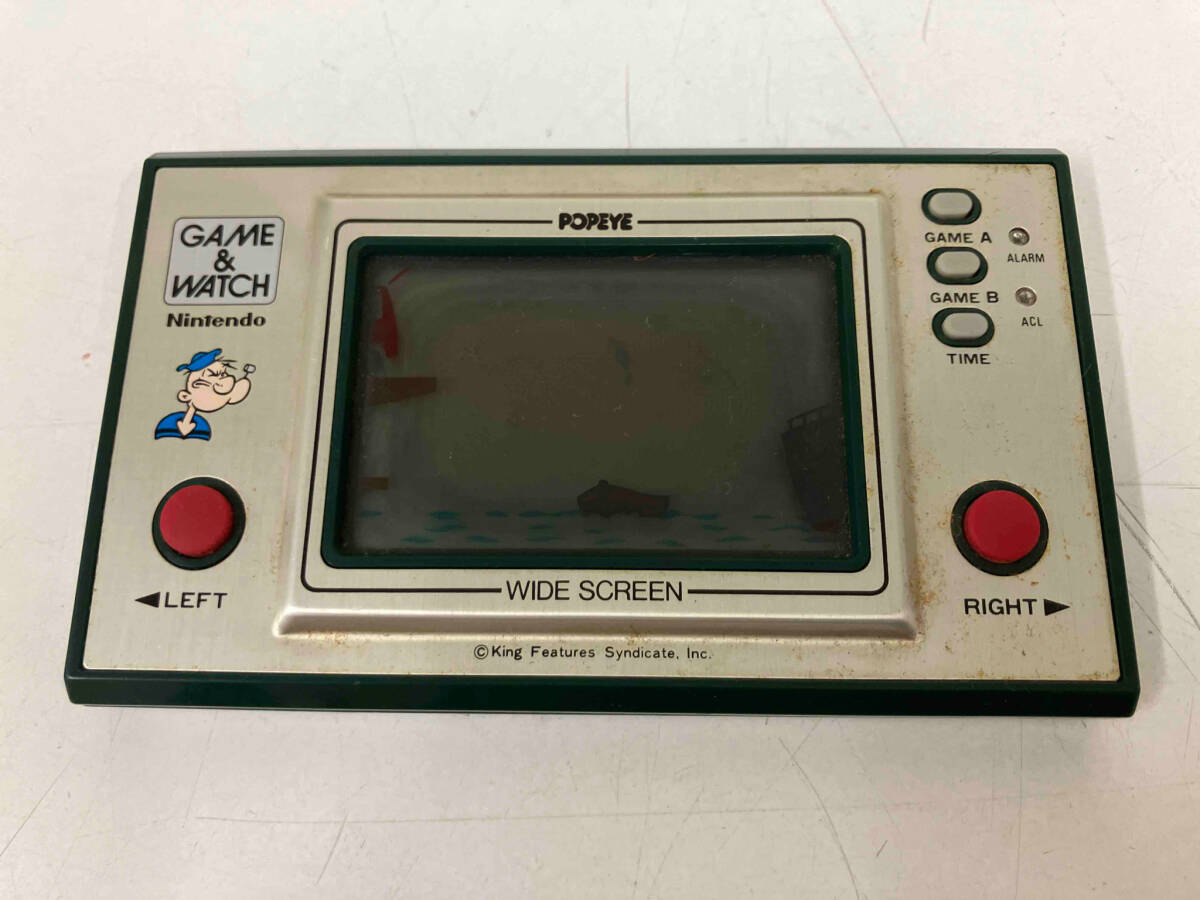 GAME
&
WATCH
Nintendo
POPEYE
GAME A
ALARM
GAME B
ACL
TIME
◀LEFT
WIDE SCREEN
RIGHT▶
©King Features Syndicate, Inc.